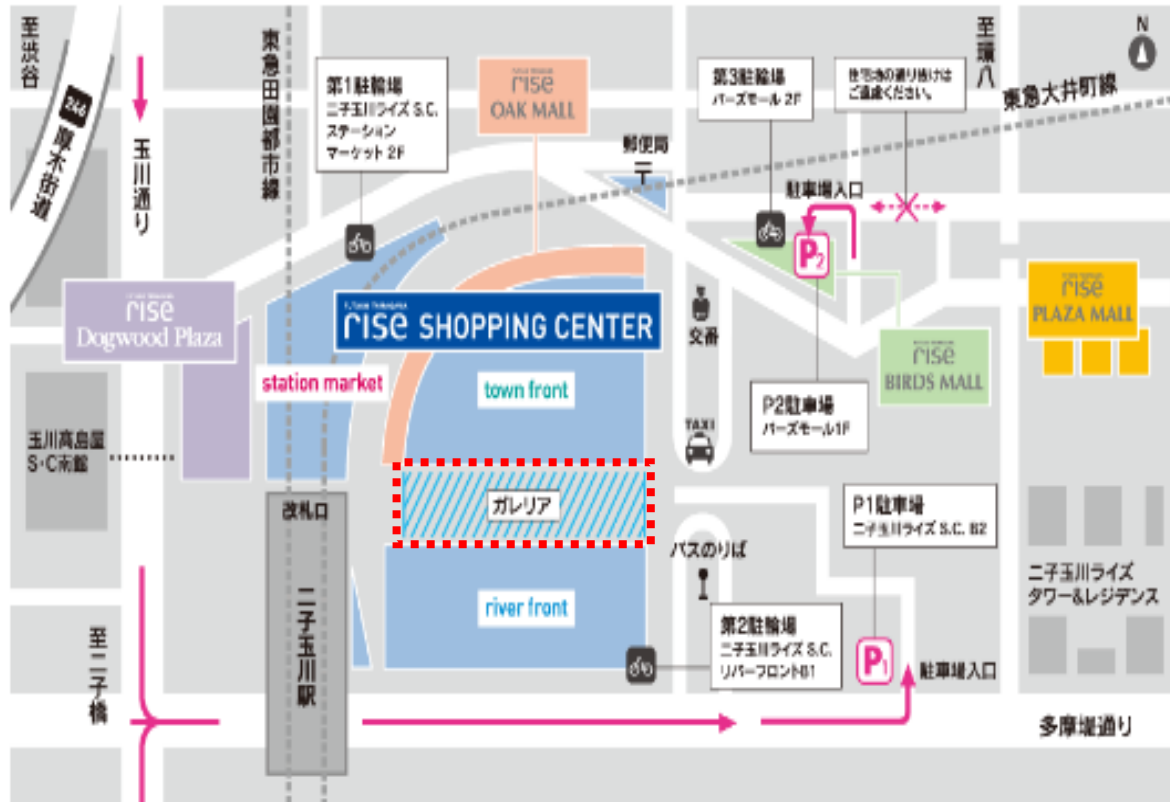 至渋谷
246 厚木街道
玉川通り
東急田園都市線
第1駐輪場
二子玉川ライズ S.C.
ステーション
マーケット 2F
rise
OAK MALL
郵便局
〒
第3駐輪場
バーズモール 2F
住宅地の通り抜けは
ご遠慮ください。
至環八
N
東急大井町線
駐車場入口
P2
rise
Dogwood Plaza
rise SHOPPING CENTER
station market
town front
交番
rise
BIRDS MALL
rise
PLAZA MALL
P2駐車場
バーズモール1F
TAXI
玉川高島屋
S・C南館
改札口
ガレリア
P1駐車場
二子玉川ライズ S.C. B2
バスのりば
二子玉川ライズ
タワー&レジデンス
river front
二子玉川駅
第2駐輪場
二子玉川ライズ S.C.
リバーフロントB1
P1
駐車場入口
至二子橋
多摩堤通り